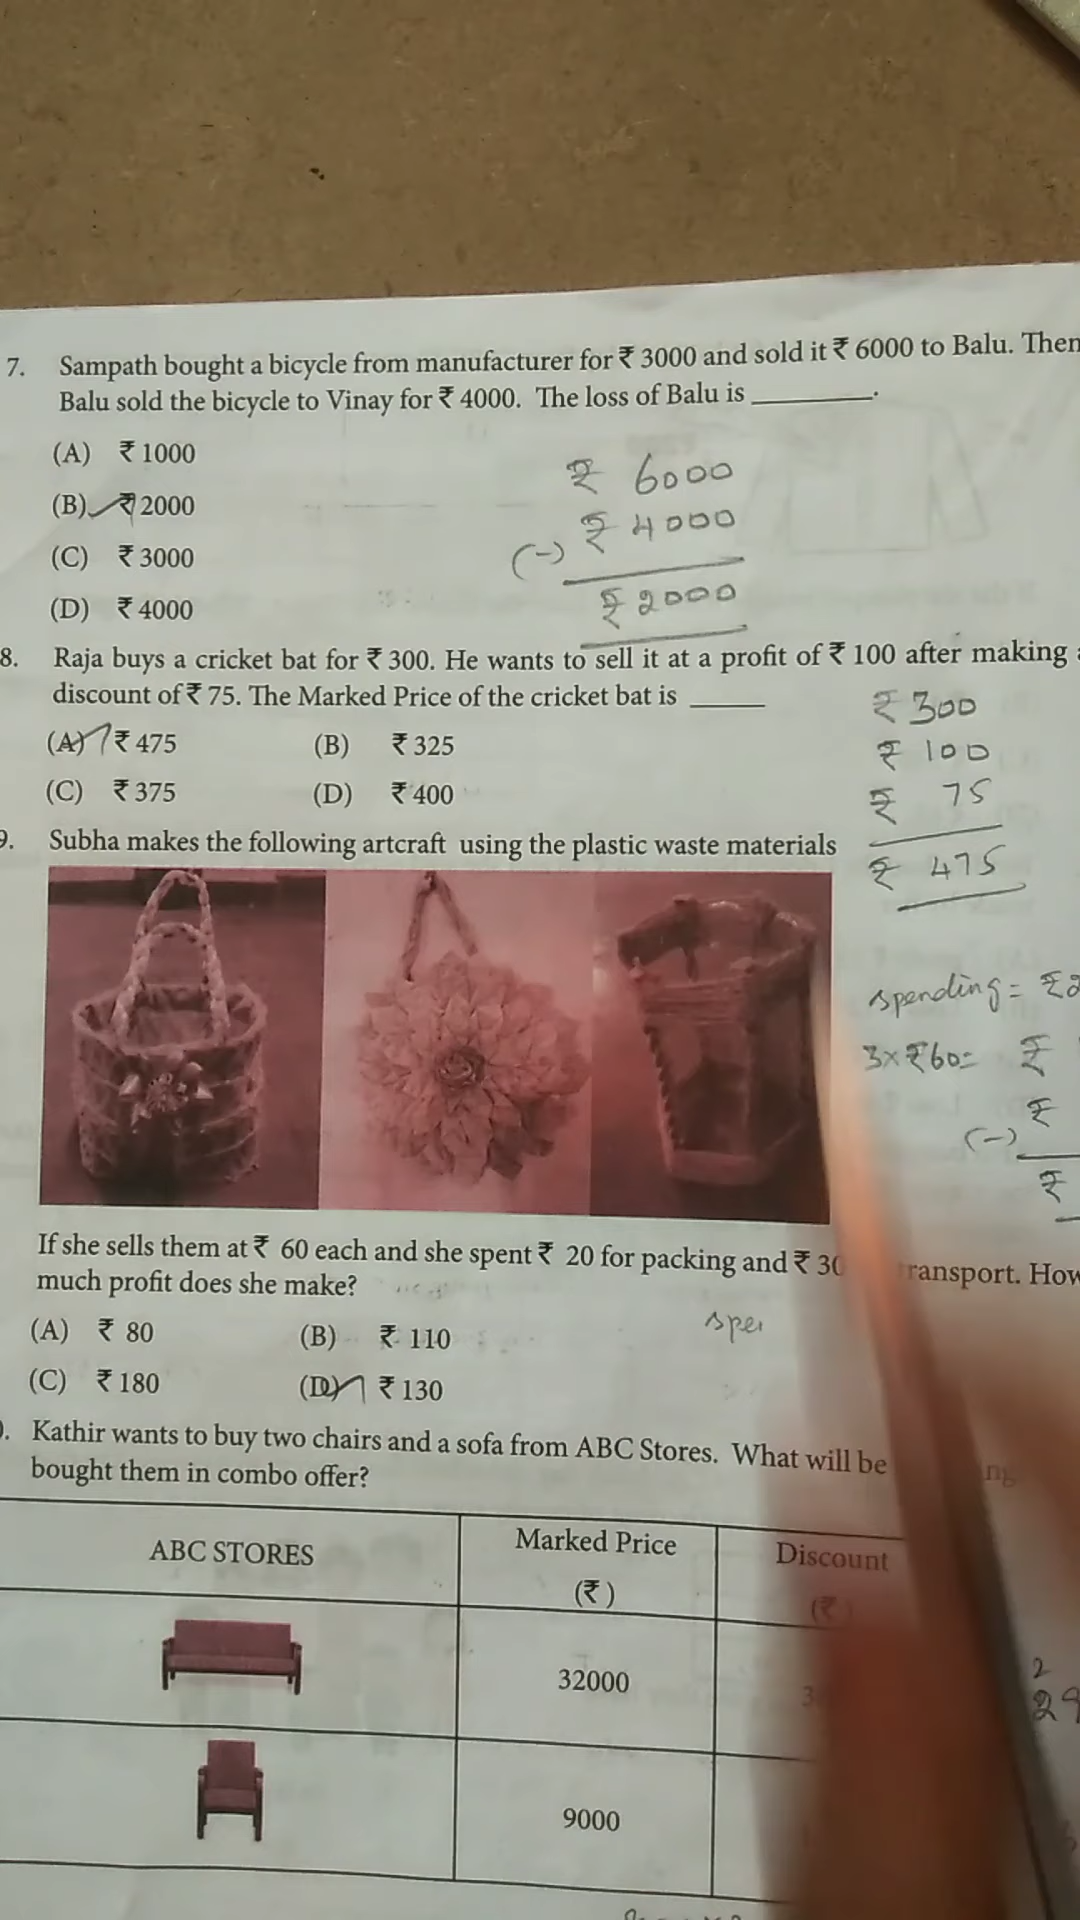 7. Sampath bought a bicycle from manufacturer for ₹ 3000 and sold it ₹ 6000 to Balu. Then
Balu sold the bicycle to Vinay for ₹ 4000. The loss of Balu is ________.
(A) ₹ 1000
(B) ₹ 2000
(C) ₹ 3000
(D) ₹ 4000
₹ 6000
(-) ₹ 4000
₹ 2000
8. Raja buys a cricket bat for ₹ 300. He wants to sell it at a profit of ₹ 100 after making
discount of ₹ 75. The Marked Price of the cricket bat is ______
(A) ₹ 475 (B) ₹ 325
(C) ₹ 375 (D) ₹ 400
₹ 300
₹ 100
₹ 75
₹ 475
9. Subha makes the following artcraft using the plastic waste materials
spending = ₹
3×₹60= ₹
(-) ₹
₹
If she sells them at ₹ 60 each and she spent ₹ 20 for packing and ₹ 30 transport. How
much profit does she make?
(A) ₹ 80 (B) ₹ 110
(C) ₹ 180 (D) ₹ 130
spe
Kathir wants to buy two chairs and a sofa from ABC Stores. What will be
bought them in combo offer?
ABC STORES Marked Price (₹) Discount (₹)
32000
9000